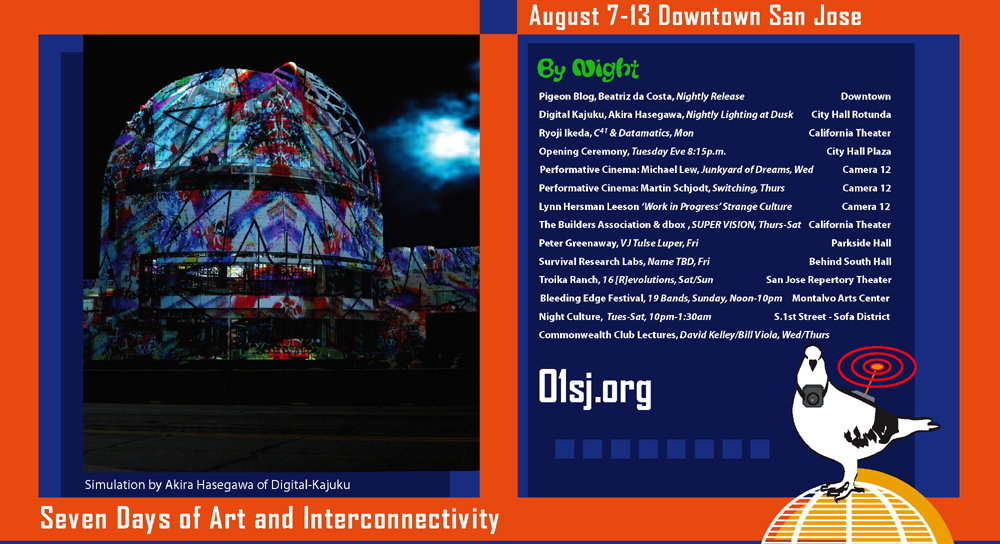 August 7-13 Downtown San Jose
By Night
Pigeon Blog, Beatriz da Costa, Nightly Release Downtown
Digital Kajuku, Akira Hasegawa, Nightly Lighting at Dusk City Hall Rotunda
Ryoji Ikeda, C41 & Datamatics, Mon California Theater
Opening Ceremony, Tuesday Eve 8:15p.m. City Hall Plaza
Performative Cinema: Michael Lew, Junkyard of Dreams, Wed Camera 12
Performative Cinema: Martin Schjodt, Switching, Thurs Camera 12
Lynn Hersman Leeson 'Work in Progress' Strange Culture Camera 12
The Builders Association & dbox , SUPER VISION, Thurs-Sat California Theater
Peter Greenaway, VJ Tulse Luper, Fri Parkside Hall
Survival Research Labs, Name TBD, Fri Behind South Hall
Troika Ranch, 16 [R]evolutions, Sat/Sun San Jose Repertory Theater
Bleeding Edge Festival, 19 Bands, Sunday, Noon-10pm Montalvo Arts Center
Night Culture, Tues-Sat, 10pm-1:30am S.1st Street - Sofa District
Commonwealth Club Lectures, David Kelley/Bill Viola, Wed/Thurs
01sj.org
Simulation by Akira Hasegawa of Digital-Kajuku
Seven Days of Art and Interconnectivity